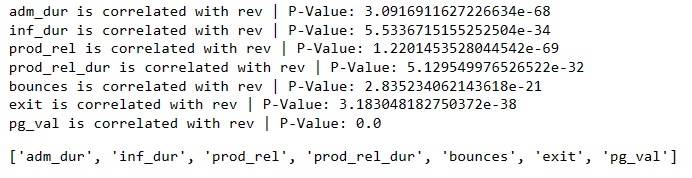 adm_dur is correlated with rev | P-Value: 3.0916911627226634e-68
inf_dur is correlated with rev | P-Value: 5.5336715155252504e-34
prod_rel is correlated with rev | P-Value: 1.2201453528044542e-69
prod_rel_dur is correlated with rev | P-Value: 5.129549976526522e-32
bounces is correlated with rev | P-Value: 2.835234062143618e-21
exit is correlated with rev | P-Value: 3.183048182750372e-38
pg_val is correlated with rev | P-Value: 0.0
['adm_dur', 'inf_dur', 'prod_rel', 'prod_rel_dur', 'bounces', 'exit', 'pg_val']